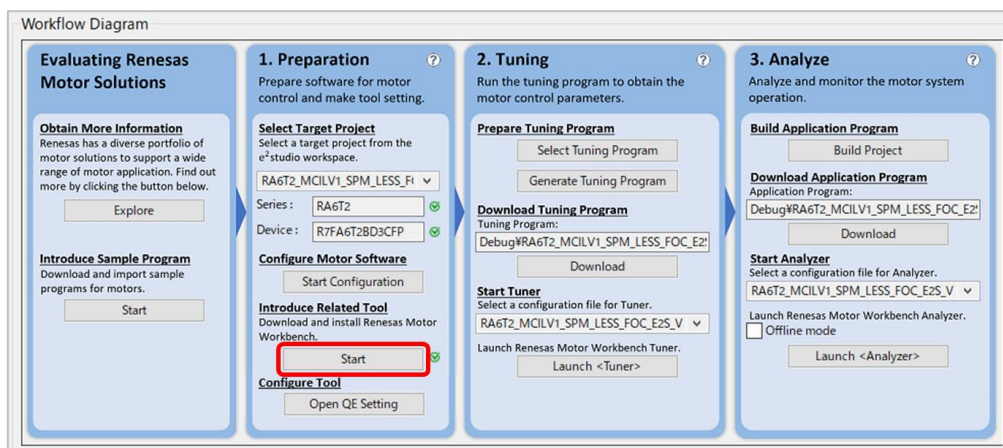 Workflow Diagram
Evaluating Renesas
Motor Solutions
Obtain More Information
Renesas has a diverse portfolio of
motor solutions to support a wide
range of motor application. Find out
more by clicking the button below.
Explore
Introduce Sample Program
Download and import sample
programs for motors.
Start
1. Preparation
?
Prepare software for motor
control and make tool setting.
Select Target Project
Select a target project from the
e²studio workspace.
RA6T2_MCILV1_SPM_LESS_F(
Series :
RA6T2
Device :
R7FA6T2BD3CFP
Configure Motor Software
Start Configuration
Introduce Related Tool
Download and install Renesas Motor
Workbench.
Start
Configure Tool
Open QE Setting
2. Tuning
?
Run the tuning program to obtain the
motor control parameters.
Prepare Tuning Program
Select Tuning Program
Generate Tuning Program
Download Tuning Program
Tuning Program:
Debug¥RA6T2_MCILV1_SPM_LESS_FOC_E2
Download
Start Tuner
Select a configuration file for Tuner.
RA6T2_MCILV1_SPM_LESS_FOC_E2S_V
Launch Renesas Motor Workbench Tuner.
Launch <Tuner>
3. Analyze
?
Analyze and monitor the motor system
operation.
Build Application Program
Build Project
Download Application Program
Application Program:
Debug¥RA6T2_MCILV1_SPM_LESS_FOC_E2
Download
Start Analyzer
Select a configuration file for Analyzer.
RA6T2_MCILV1_SPM_LESS_FOC_E2S_V
Launch Renesas Motor Workbench Analyzer.
Offline mode
Launch <Analyzer>